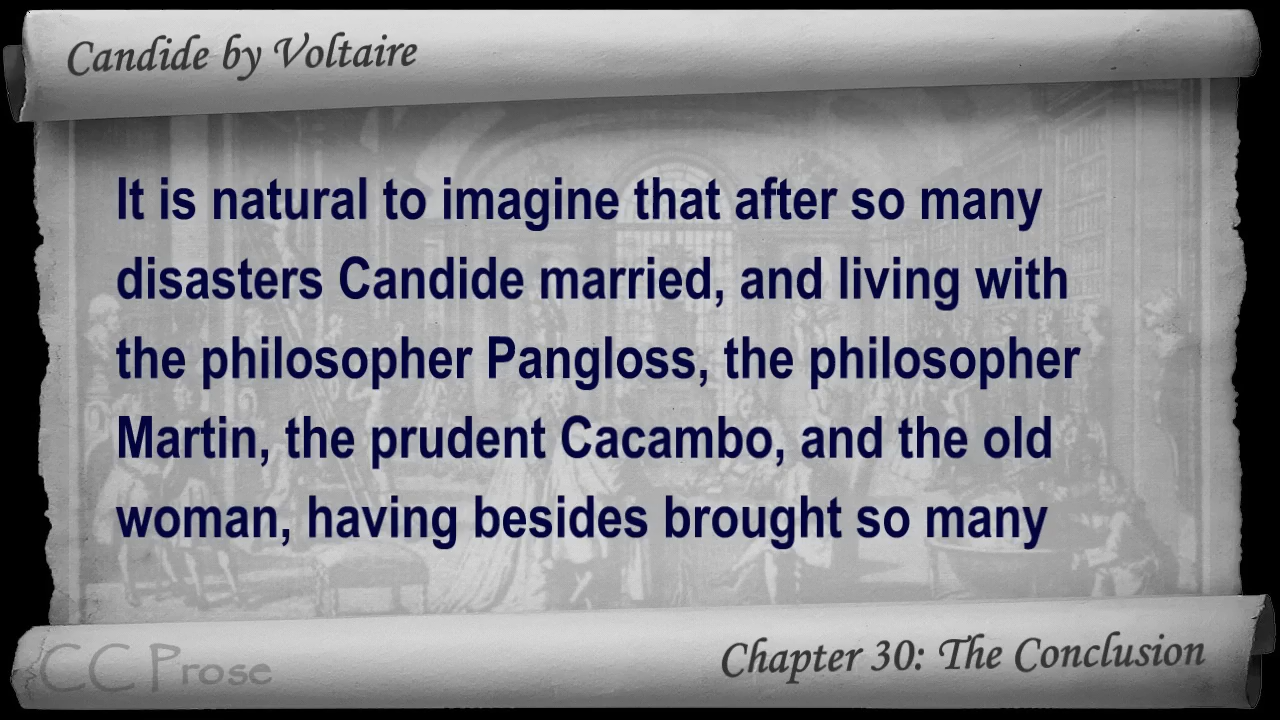 Candide by Voltaire
It is natural to imagine that after so many
disasters Candide married, and living with
the philosopher Pangloss, the philosopher
Martin, the prudent Cacambo, and the old
woman, having besides brought so many
CC Prose
Chapter 30: The Conclusion